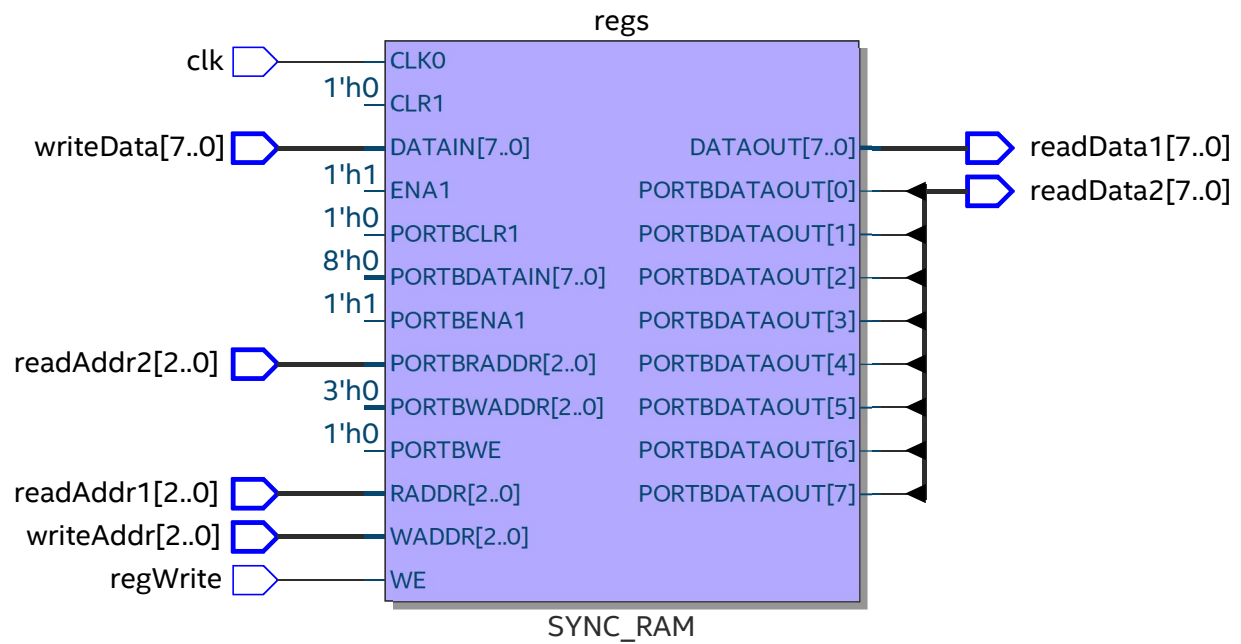 regs
clk
CLK0
1'h0
CLR1
writeData[7..0]
DATAIN[7..0]
DATAOUT[7..0]
readData1[7..0]
1'h1
ENA1
PORTBDATAOUT[0]
readData2[7..0]
1'h0
PORTBCLR1
PORTBDATAOUT[1]
8'h0
PORTBDATAIN[7..0]
PORTBDATAOUT[2]
1'h1
PORTBENA1
PORTBDATAOUT[3]
readAddr2[2..0]
PORTBRADDR[2..0]
PORTBDATAOUT[4]
3'h0
PORTBWADDR[2..0]
PORTBDATAOUT[5]
1'h0
PORTBWE
PORTBDATAOUT[6]
readAddr1[2..0]
RADDR[2..0]
PORTBDATAOUT[7]
writeAddr[2..0]
WADDR[2..0]
regWrite
WE
SYNC_RAM